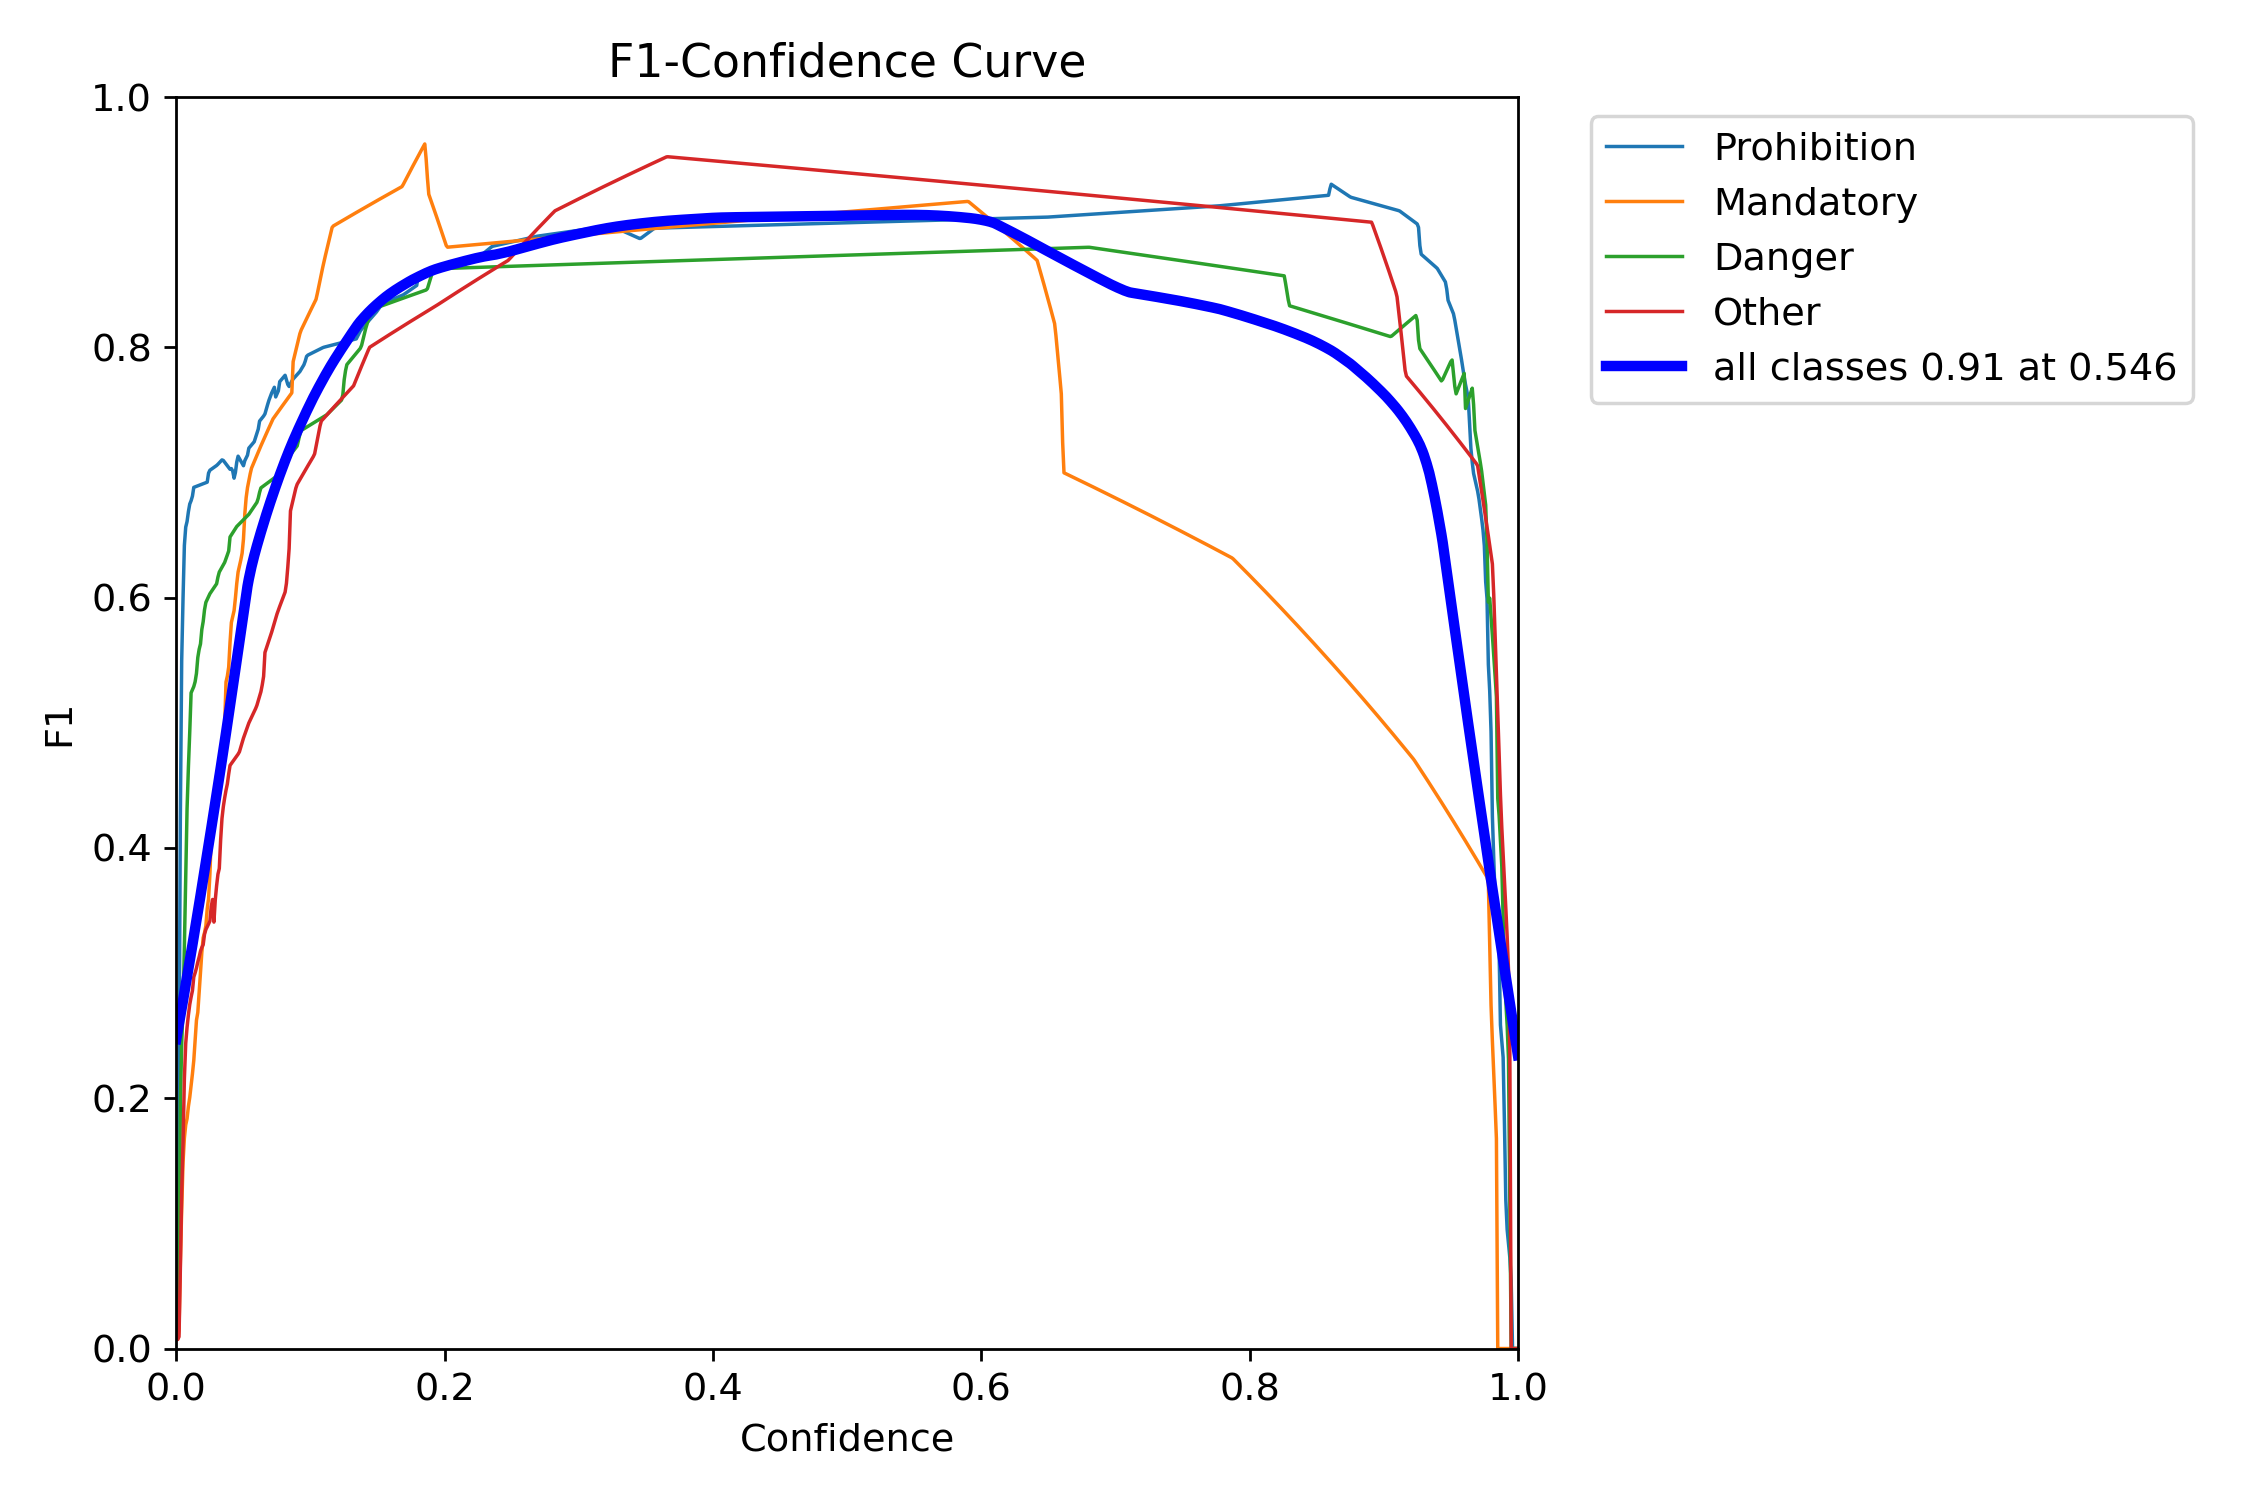 F1-Confidence Curve
1.0
0.8
0.6
0.4
0.2
0.0
F1
0.0 0.2 0.4 0.6 0.8 1.0
Confidence
Prohibition
Mandatory
Danger
Other
all classes 0.91 at 0.546